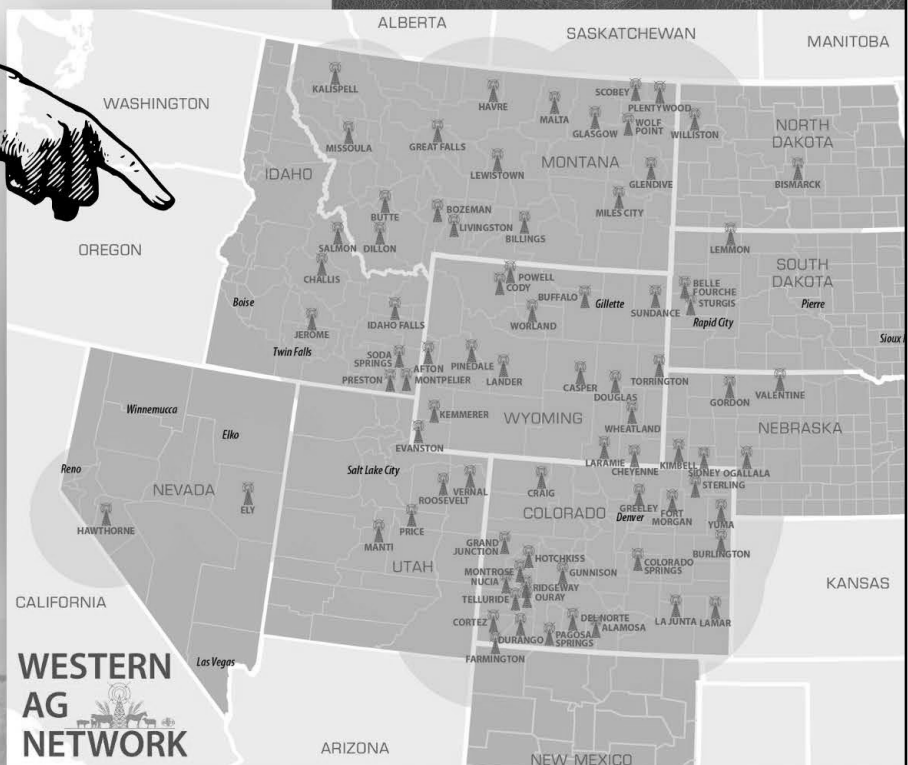 ALBERTA
SASKATCHEWAN
MANITOBA
WASHINGTON
KALISPELL
HAVRE
MALTA
SCOBEY
PLENTYWOOD
GLASGOW
WOLF
POINT
WILLISTON
NORTH
DAKOTA
MISSOULA
GREAT FALLS
IDAHO
LEWISTOWN
MONTANA
GLENDIVE
BISMARCK
BUTTE
BOZEMAN
MILES CITY
LIVINGSTON
BILLINGS
OREGON
SALMON
DILLON
LEMMON
CHALLIS
POWELL
CODY
SOUTH
DAKOTA
BELLE
FOURCHE
STURGIS
BUFFALO
Gillette
SUNDANCE
Pierre
Boise
IDAHO FALLS
WORLAND
Rapid City
JEROME
Twin Falls
SODA
SPRINGS
AFTON
PINEDALE
LANDER
PRESTON
MONTPELIER
CASPER
DOUGLAS
TORRINGTON
GORDON
VALENTINE
Winnemucca
KEMMERER
WYOMING
WHEATLAND
NEBRASKA
Elko
EVANSTON
LARAMIE
CHEYENNE
KIMBELL
SIDNEY
OGALLALA
Reno
Salt Lake City
NEVADA
ROOSEVELT
VERNAL
CRAIG
STERLING
ELY
GREELEY
FORT
MORGAN
COLORADO
Denver
YUMA
HAWTHORNE
PRICE
MANTI
GRAND
JUNCTION
HOTCHKISS
BURLINGTON
UTAH
MONTROSE
NUCIA
GUNNISON
COLORADO
SPRINGS
RIDGEWAY
OURAY
TELLURIDE
KANSAS
CALIFORNIA
CORTEZ
DEL NORTE
ALAMOSA
LA JUNTA
LAMAR
DURANGO
PAGOSA
SPRINGS
FARMINGTON
Las Vegas
WESTERN
AG
NETWORK
ARIZONA
NEW MEXICO